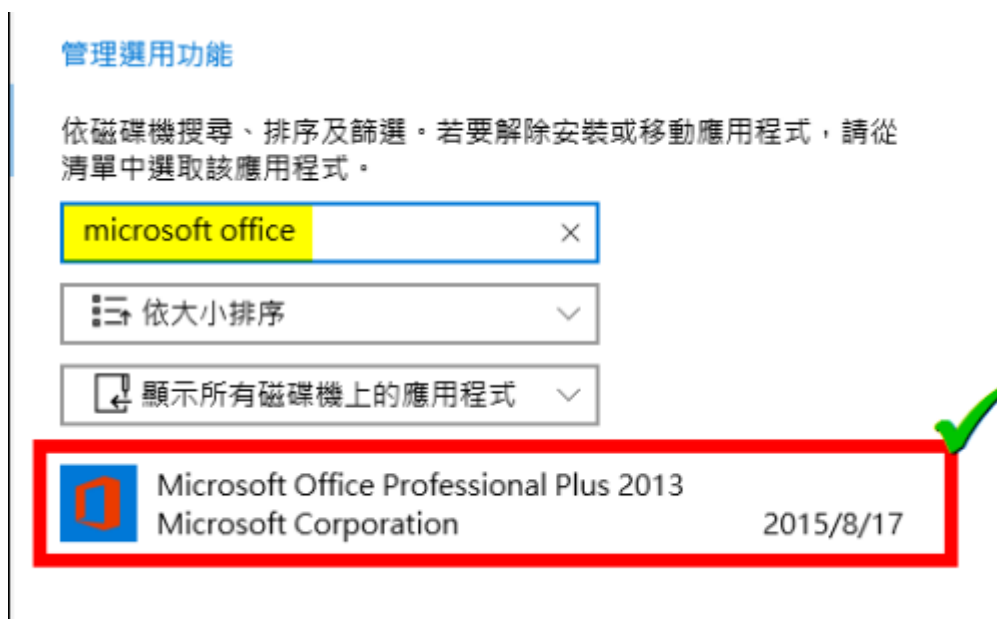 管理選用功能
依磁碟機搜尋、排序及篩選。若要解除安裝或移動應用程式，請從
清單中選取該應用程式。
microsoft office
依大小排序
顯示所有磁碟機上的應用程式
Microsoft Office Professional Plus 2013
Microsoft Corporation 2015/8/17